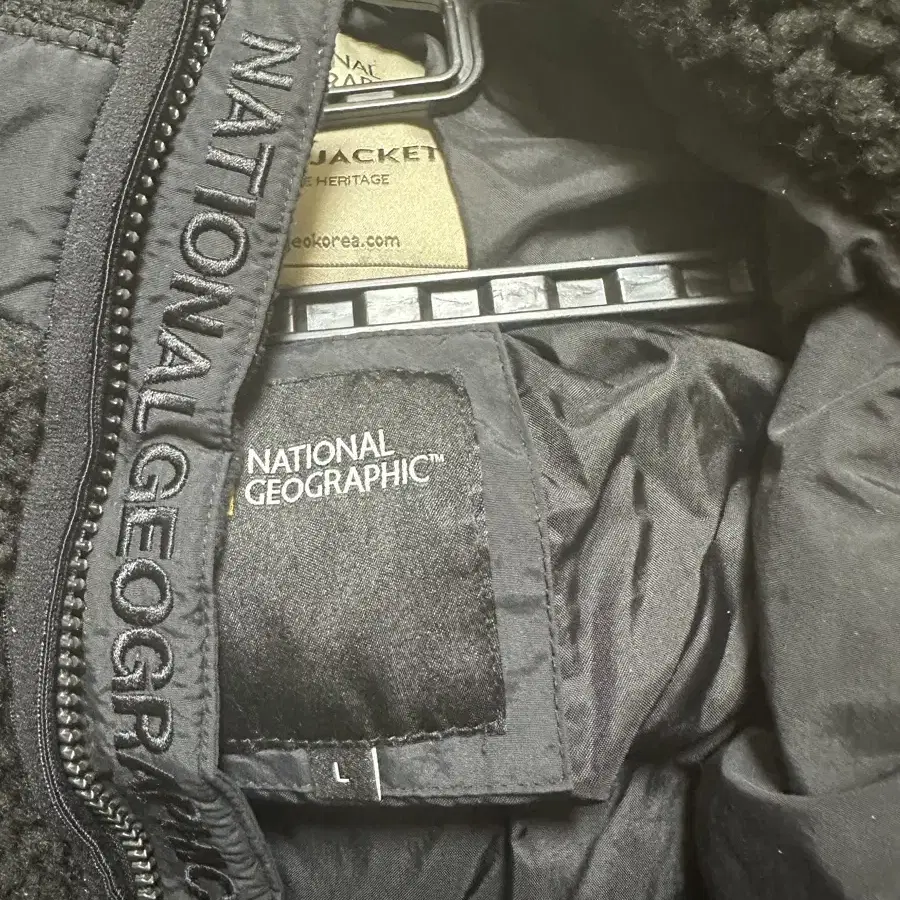 NATIONAL GEOGRAPHIC
JACKET
HERITAGE
eokorea.com
NATIONAL
GEOGRAPHIC™
L